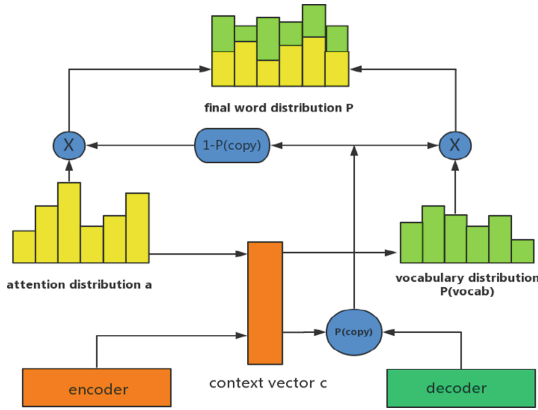 final word distribution P
X
1-P(copy)
X
attention distribution a
vocabulary distribution
P(vocab)
P(copy)
encoder
context vector c
decoder